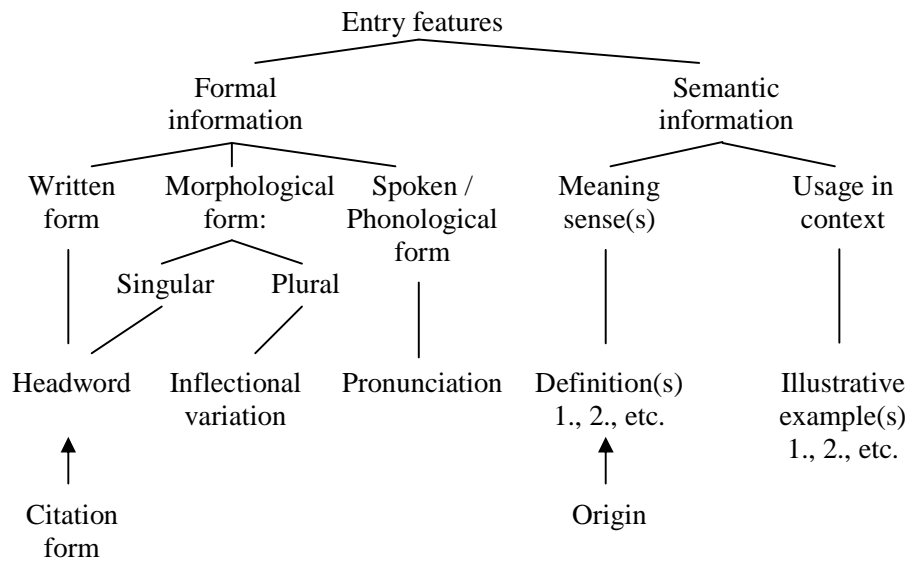 Entry features
Formal
information
Semantic
information
Written
form
Morphological
form:
Spoken /
Phonological
form
Meaning
sense(s)
Usage in
context
Singular
Plural
Headword
Inflectional
variation
Pronunciation
Definition(s)
1., 2., etc.
Illustrative
example(s)
1., 2., etc.
Citation
form
Origin